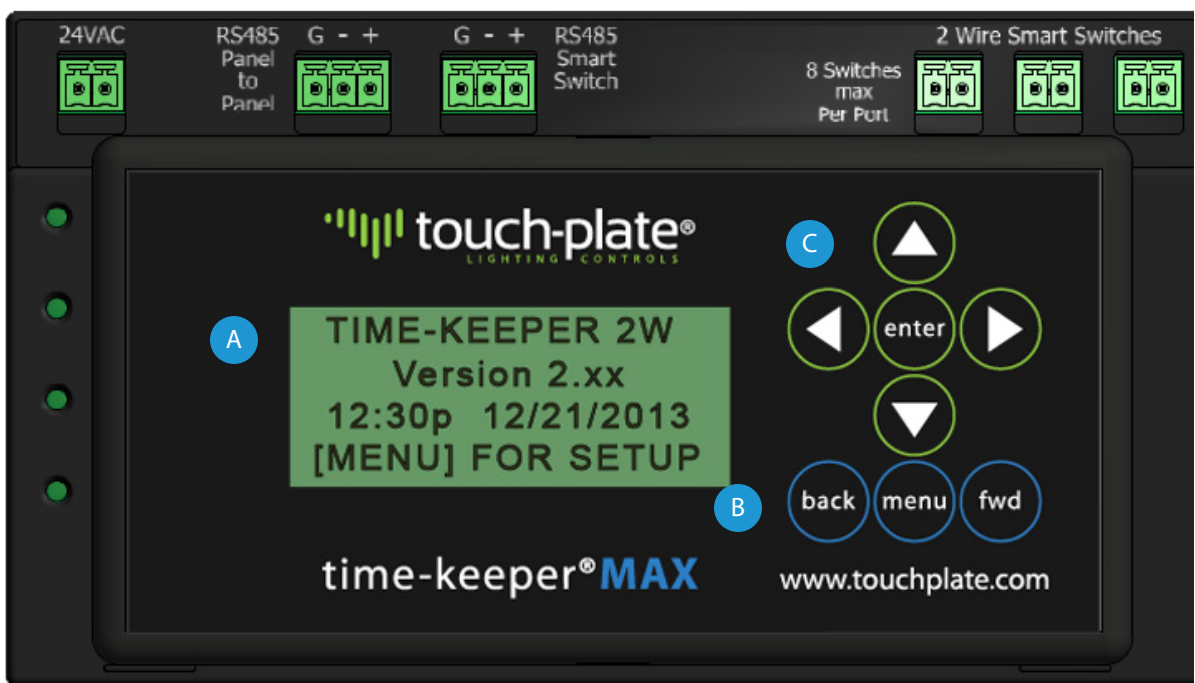 24VAC
RS485
Panel
to
Panel
G - +
G - +
RS485
Smart
Switch
2 Wire Smart Switches
8 Switches
max
Per Port
touch-plate®
LIGHTING CONTROLS
C
A
TIME-KEEPER 2W
Version 2.xx
12:30p 12/21/2013
[MENU] FOR SETUP
enter
B
back menu fwd
time-keeper®MAX
www.touchplate.com